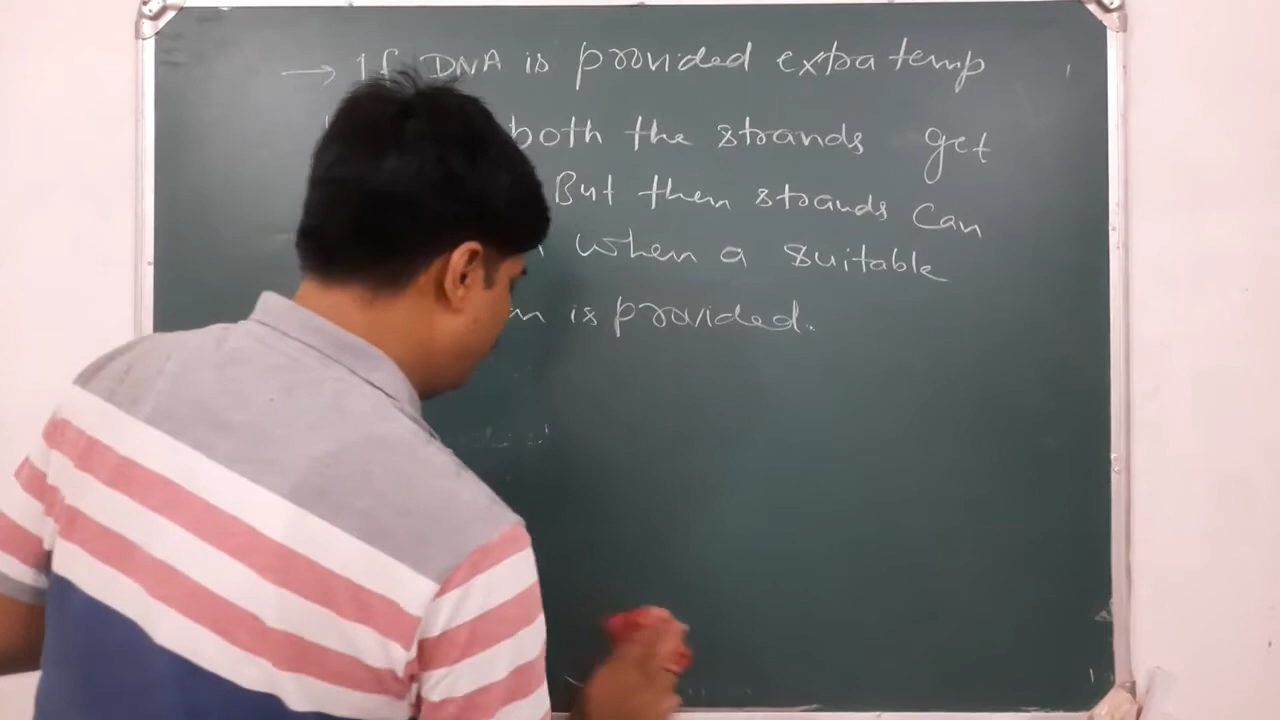 → If DNA is provided extra temp
both the strands get
But then strands can
when a suitable
is provided.